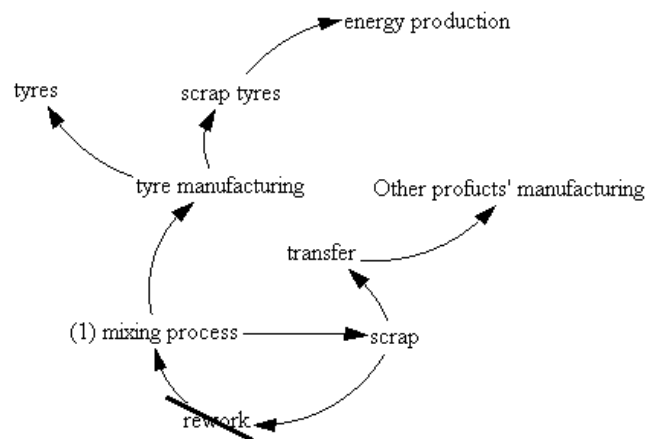 energy production
tyres
scrap tyres
tyre manufacturing
Other profucts' manufacturing
transfer
(1) mixing process
scrap
rework